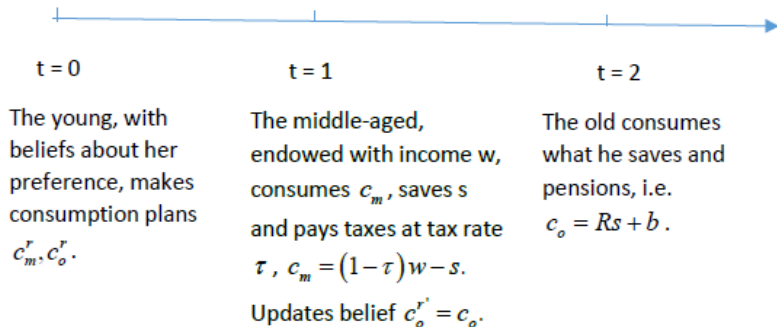 t = 0
t = 1
t = 2
The young, with
beliefs about her
preference, makes
consumption plans
c_m^r, c_o^r.
The middle-aged,
endowed with income w,
consumes c_m, saves s
and pays taxes at tax rate
τ, c_m = (1−τ)w − s.
Updates belief c_o^{r'} = c_o.
The old consumes
what he saves and
pensions, i.e.
c_o = Rs + b.